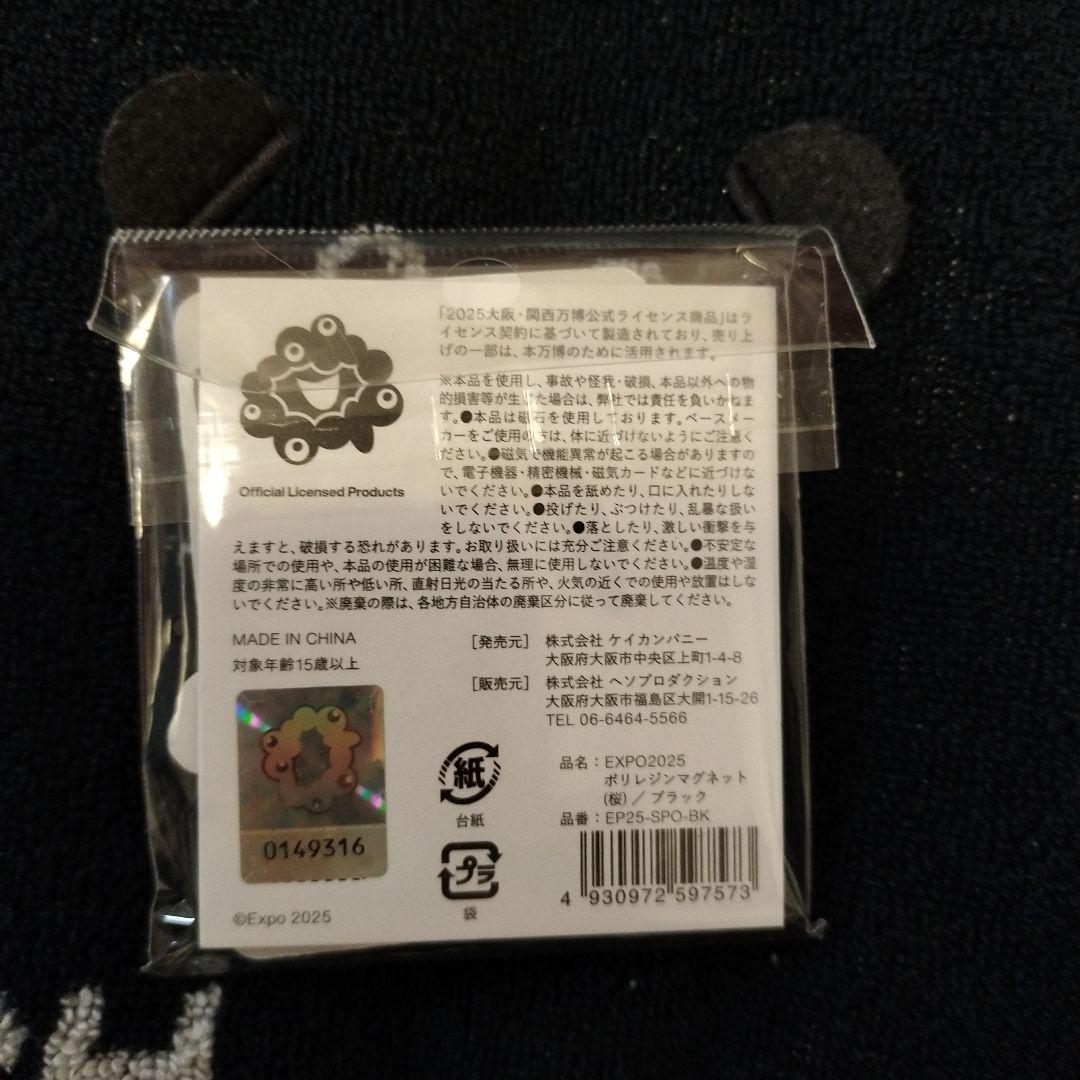 「2025大阪・関西万博公式ライセンス商品」はラ
イセンス契約に基づいて製造されており、売り上
げの一部は、本万博のために活用されます。
※本品を使用し、事故や怪我・破損、本品以外への物
的損害等が生じた場合は、弊社では責任を負いかねま
す。●本品は磁石を使用しております。ペースメー
カーをご使用の方は、体に近づけないようにご注意く
ださい。●磁気で機能異常が起こる場合がありますの
で、電子機器・精密機械・磁気カードなどに近づけな
いでください。●本品を舐めたり、口に入れたりしな
いでください。●投げたり、ぶつけたり、乱暴な扱い
をしないでください。●落としたり、激しい衝撃を与
えますと、破損する恐れがあります。お取り扱いには充分ご注意ください。●不安定な
場所での使用や、本品の使用が困難な場合、無理に使用しないでください。●温度や湿
度の非常に高い所や低い所、直射日光の当たる所や、火気の近くでの使用や放置はしな
いでください。※廃棄の際は、各地方自治体の廃棄区分に従って廃棄してください。
Official Licensed Products
MADE IN CHINA
対象年齢15歳以上
[発売元] 株式会社 ケイカンパニー
大阪府大阪市中央区上町1-4-8
[販売元] 株式会社 ヘソプロダクション
大阪府大阪市福島区大開1-15-26
TEL 06-6464-5566
紙
台紙
プラ
袋
品名：EXPO2025
ポリレジンマグネット
(桜)／ブラック
品番：EP25-SPO-BK
4 930972 597573
0149316
©Expo 2025